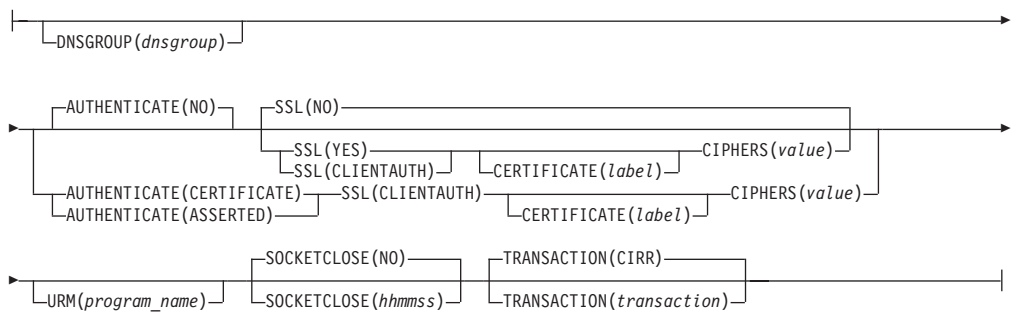 DNSGROUP(dnsgroup)
AUTHENTICATE(NO) SSL(NO)
SSL(YES) CIPHERS(value)
SSL(CLIENTAUTH) CERTIFICATE(label)
AUTHENTICATE(CERTIFICATE) SSL(CLIENTAUTH) CIPHERS(value)
AUTHENTICATE(ASSERTED) CERTIFICATE(label)
SOCKETCLOSE(NO) TRANSACTION(CIRR)
URM(program_name) SOCKETCLOSE(hhmmss) TRANSACTION(transaction)